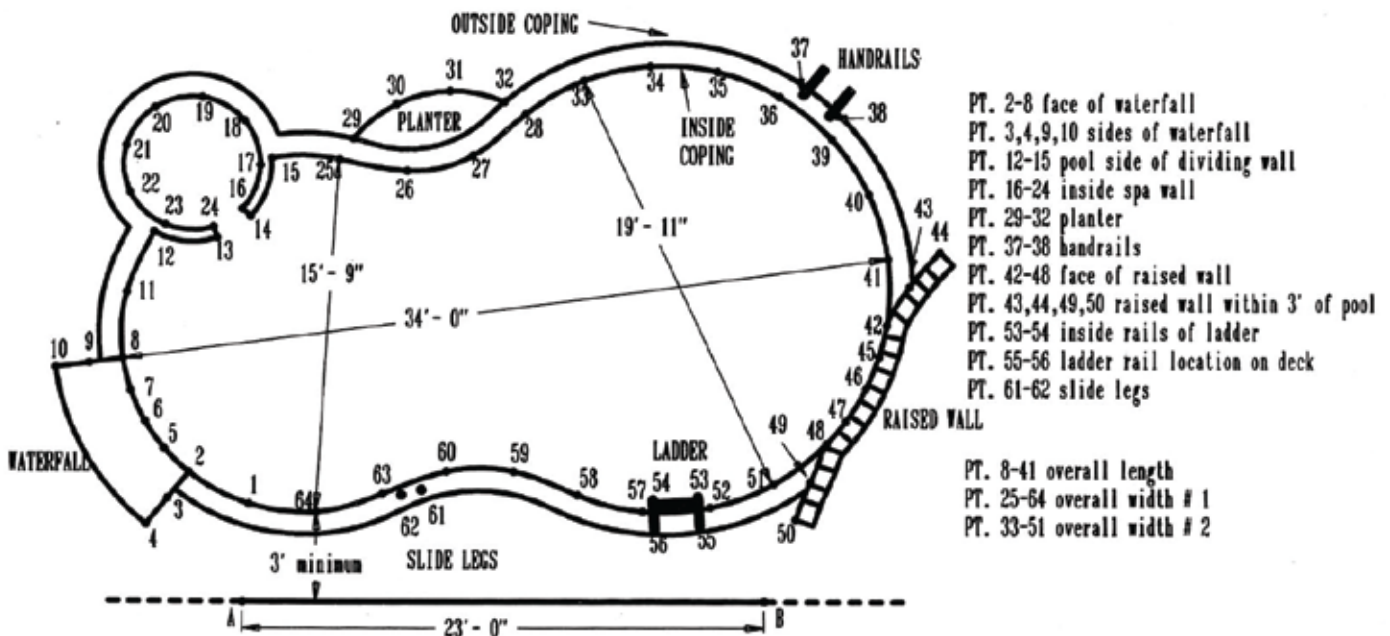 OUTSIDE COPING
37
HANDRAILS
31
32
30
34
19
33
35
20
38
18
29
PLANTER
36
28
INSIDE
COPING
39
21
17
27
15
25
26
16
22
40
14
23
24
43
19'- 11"
44
12
13
15'- 9"
41
11
34'- 0"
42
10
9
8
45
7
46
6
47
RAISED WALL
49
48
5
WATERFALL
2
60
59
LADDER
63
58
51
1
54
53
52
57
64
3
61
62
50
4
56
55
3' minimum
SLIDE LEGS
A
B
23'- 0"
PT. 2-8 face of waterfall
PT. 3,4,9,10 sides of waterfall
PT. 12-15 pool side of dividing wall
PT. 16-24 inside spa wall
PT. 29-32 planter
PT. 37-38 handrails
PT. 42-48 face of raised wall
PT. 43,44,49,50 raised wall within 3' of pool
PT. 53-54 inside rails of ladder
PT. 55-56 ladder rail location on deck
PT. 61-62 slide legs
PT. 8-41 overall length
PT. 25-64 overall width # 1
PT. 33-51 overall width # 2